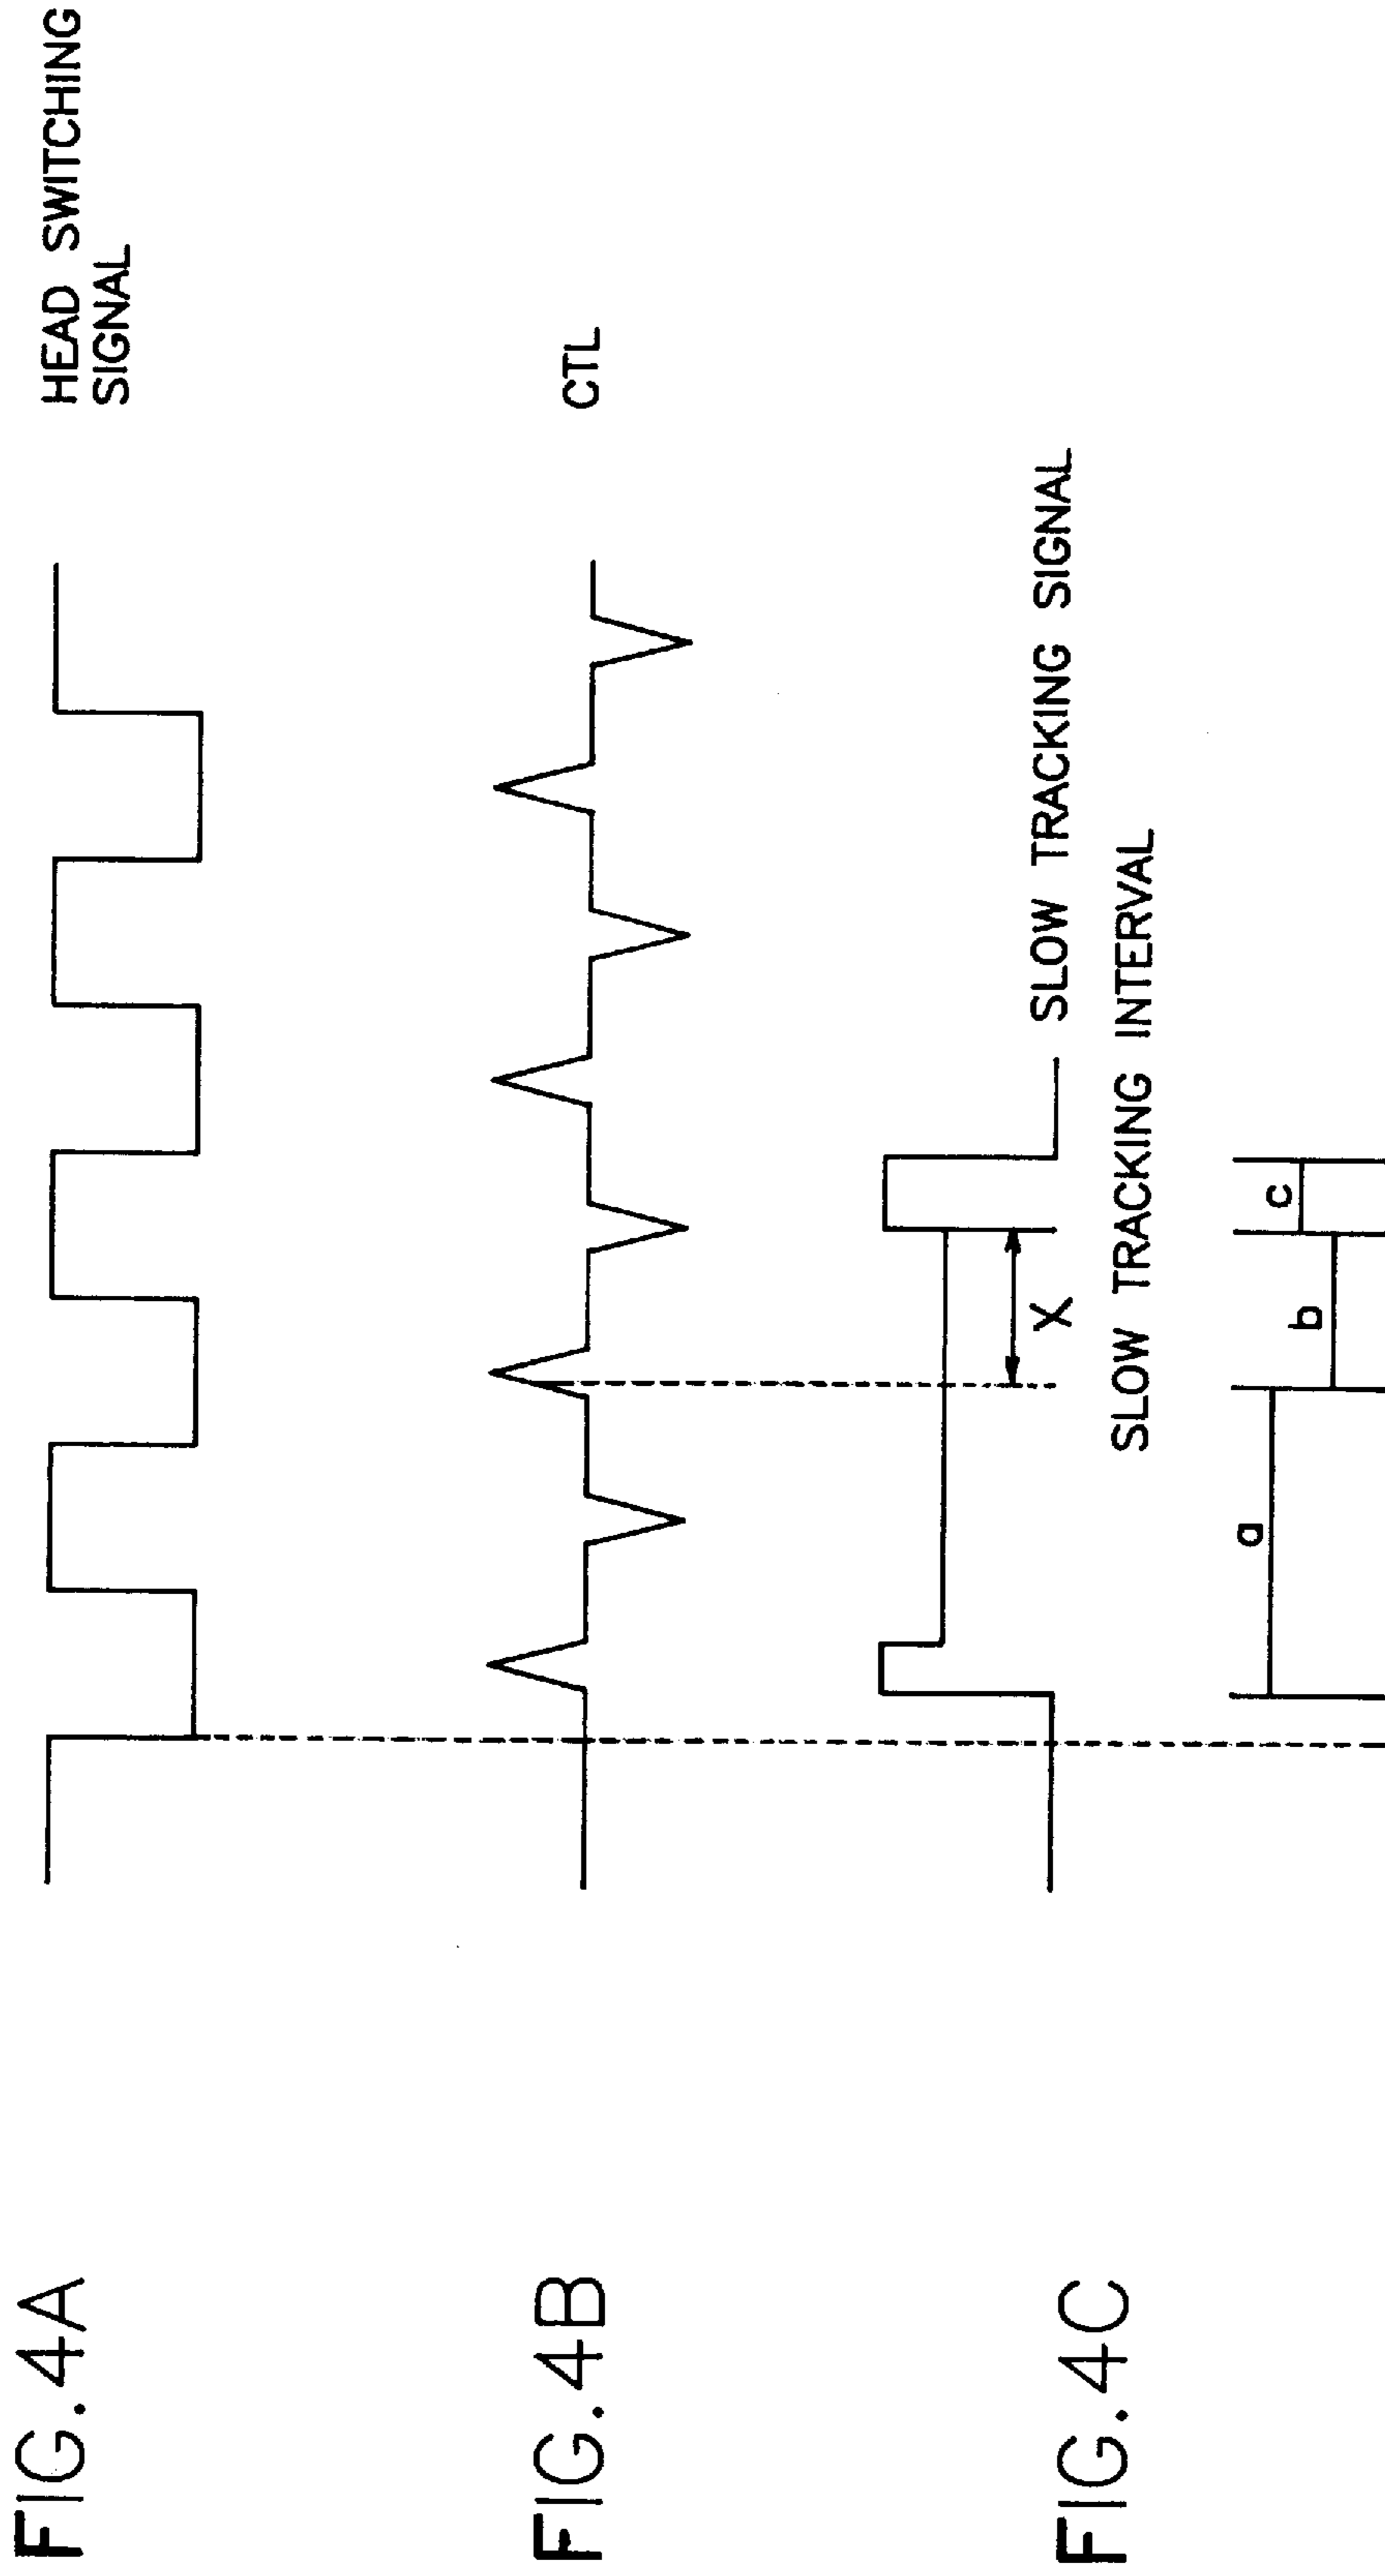 FIG. 4A
HEAD SWITCHING
SIGNAL
FIG. 4B
CTL
FIG. 4C
SLOW TRACKING SIGNAL
X
SLOW TRACKING INTERVAL
a
b
c